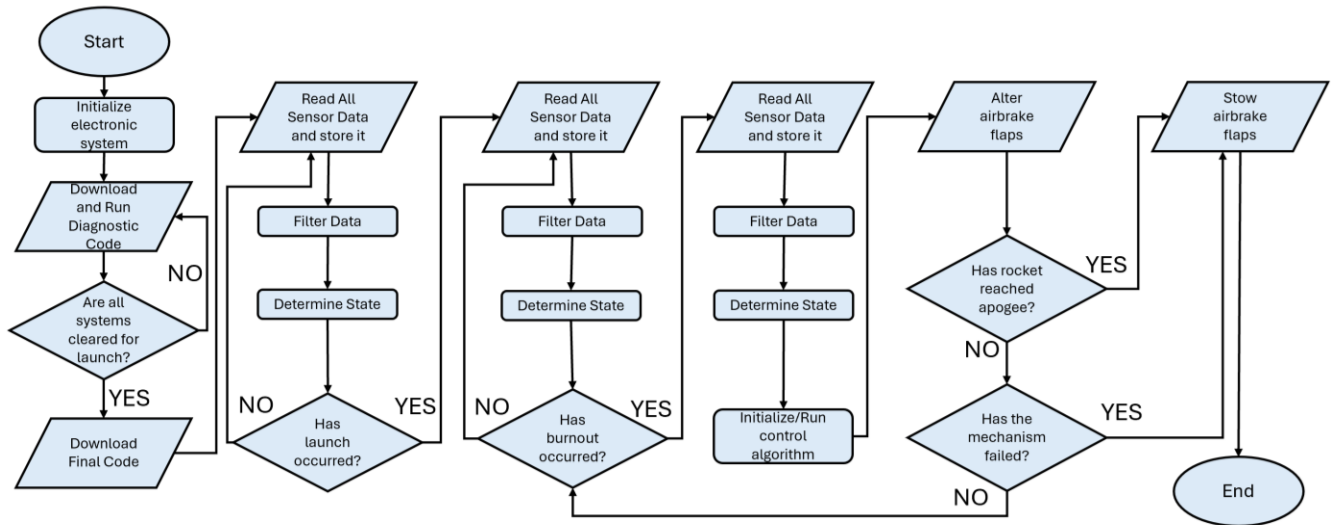 Start
Initialize
electronic
system
Download
and Run
Diagnostic
Code
NO
Are all
systems
cleared for
launch?
YES
Download
Final Code
Read All
Sensor Data
and store it
Filter Data
Determine State
NO
YES
Has
launch
occurred?
Read All
Sensor Data
and store it
Filter Data
Determine State
NO
YES
Has
burnout
occurred?
Read All
Sensor Data
and store it
Filter Data
Determine State
Initialize/Run
control
algorithm
Alter
airbrake
flaps
Has rocket
reached
apogee?
YES
NO
Has the
mechanism
failed?
YES
NO
Stow
airbrake
flaps
End